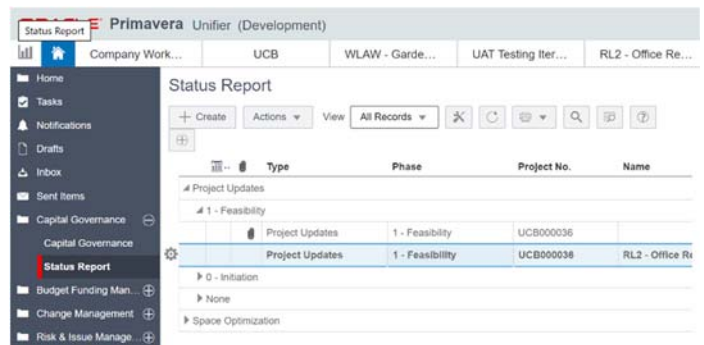 Primavera Unifier (Development)
Status Report
Company Work... UCB WLAW - Garde... UAT Testing Iter... RL2 - Office Re...
Home
Tasks
Notifications
Drafts
Inbox
Sent Items
Capital Governance
Capital Governance
Status Report
Budget Funding Man...
Change Management
Risk & Issue Manage...
Status Report
Create Actions View All Records
Type Phase Project No. Name
Project Updates
1 - Feasibility
Project Updates 1 - Feasibility UCB000036
Project Updates 1 - Feasibility UCB000036 RL2 - Office Re
0 - Initiation
None
Space Optimization